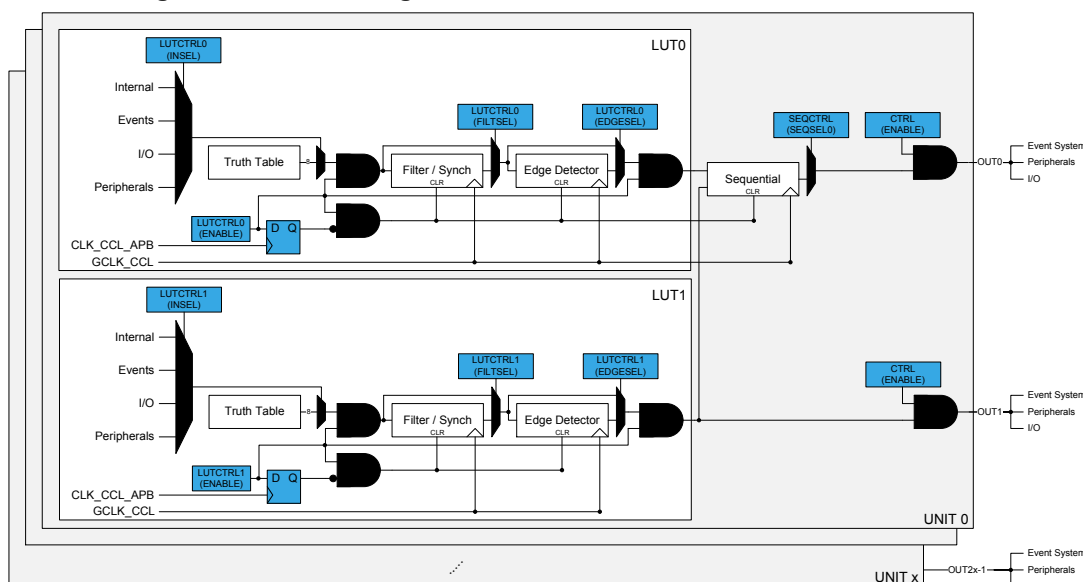 LUTCTRL0
(INSEL)
LUT0
Internal
Events
I/O
Peripherals
Truth Table
8
LUTCTRL0
(FILTSEL)
LUTCTRL0
(EDGESEL)
Filter / Synch
CLR
Edge Detector
CLR
SEQCTRL
(SEQSEL0)
CTRL
(ENABLE)
Sequential
CLR
OUT0
Event System
Peripherals
I/O
LUTCTRL0
(ENABLE)
D Q
CLK_CCL_APB
GCLK_CCL
LUTCTRL1
(INSEL)
LUT1
Internal
Events
I/O
Peripherals
Truth Table
8
LUTCTRL1
(FILTSEL)
LUTCTRL1
(EDGESEL)
Filter / Synch
CLR
Edge Detector
CLR
CTRL
(ENABLE)
OUT1
Event System
Peripherals
I/O
LUTCTRL1
(ENABLE)
D Q
CLK_CCL_APB
GCLK_CCL
UNIT 0
UNIT x
OUT2x-1
Event System
Peripherals